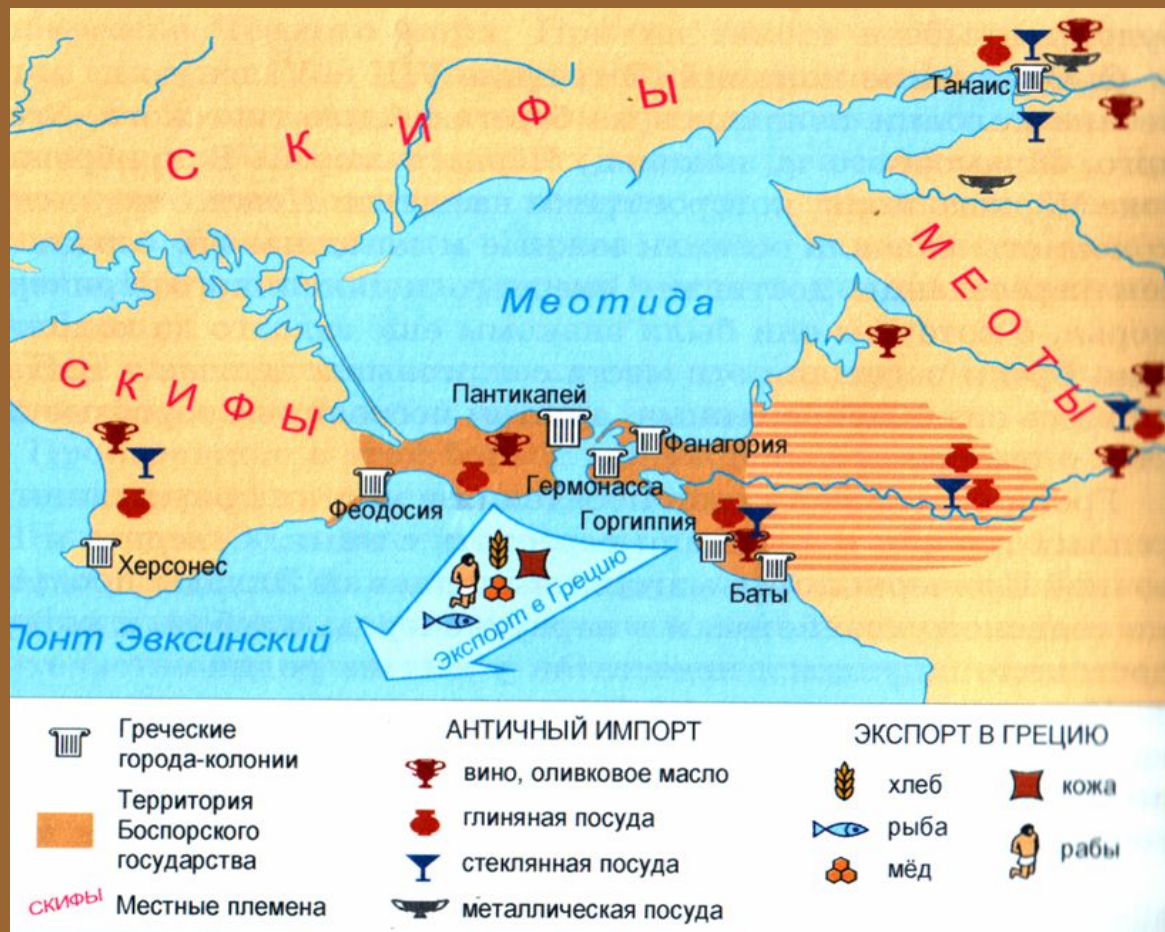 СКИФЫ
Танаис
МЕОТЫ
Меотида
СКИФЫ
Пантикапей
Фанагория
Гермонасса
Феодосия
Горгиппия
Херсонес
Баты
Экспорт в Грецию
Понт Эвксинский
Греческие
города-колонии
Территория
Боспорского
государства
СКИФЫ Местные племена
АНТИЧНЫЙ ИМПОРТ
вино, оливковое масло
глиняная посуда
стеклянная посуда
металлическая посуда
ЭКСПОРТ В ГРЕЦИЮ
хлеб
рыба
мёд
кожа
рабы